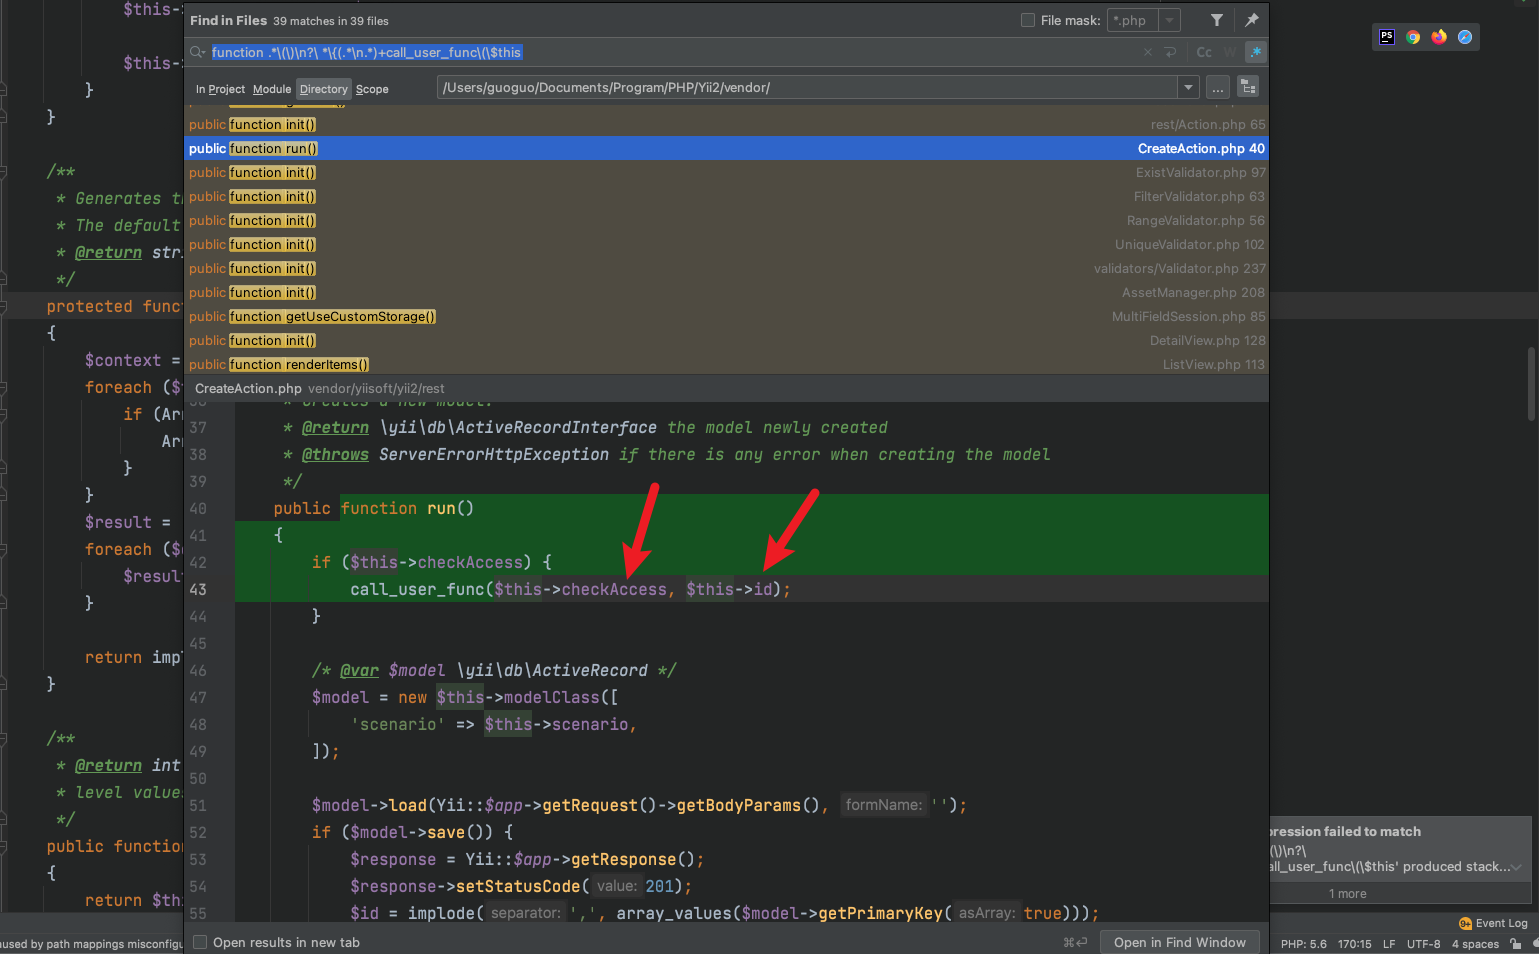 $this->
Find in Files 39 matches in 39 files
File mask: *.php
function .*\(\)\n?\ *\{(.*\n.*)+call_user_func\(\$this
Cc W .*
In Project Module Directory Scope /Users/guoguo/Documents/Program/PHP/Yii2/vendor/ ...
public function init() rest/Action.php 65
public function run() CreateAction.php 40
public function init() ExistValidator.php 97
public function init() FilterValidator.php 63
public function init() RangeValidator.php 56
public function init() UniqueValidator.php 102
public function init() validators/Validator.php 237
public function init() AssetManager.php 208
public function getUseCustomStorage() MultiFieldSession.php 85
public function init() DetailView.php 128
public function renderItems() ListView.php 113
CreateAction.php vendor/yiisoft/yii2/rest
36 * Creates a new model.
37 * @return \yii\db\ActiveRecordInterface the model newly created
38 * @throws ServerErrorHttpException if there is any error when creating the model
39 */
40 public function run()
41 {
42 if ($this->checkAccess) {
43 call_user_func($this->checkAccess, $this->id);
44 }
45
46 /* @var $model \yii\db\ActiveRecord */
47 $model = new $this->modelClass([
48 'scenario' => $this->scenario,
49 ]);
50
51 $model->load(Yii::$app->getRequest()->getBodyParams(), formName: '');
52 if ($model->save()) {
53 $response = Yii::$app->getResponse();
54 $response->setStatusCode( value: 201);
55 $id = implode( separator: ',', array_values($model->getPrimaryKey( asArray: true)));
Open results in new tab
⌘↩ Open in Find Window
$this->
}
}
/**
* Generates t
* The default
* @return str
*/
protected func
{
$context =
foreach ($
if (Arr
Ar
}
}
$result =
foreach ($
$resul
}
return imp
}
/**
* @return int
* level values
*/
public function
{
return $thi
PS
pression failed to match
(\)\n?\
all_user_func\(\$this' produced stack...
1 more
9+ Event Log
used by path mappings misconfigu
PHP: 5.6 170:15 LF UTF-8 4 spaces